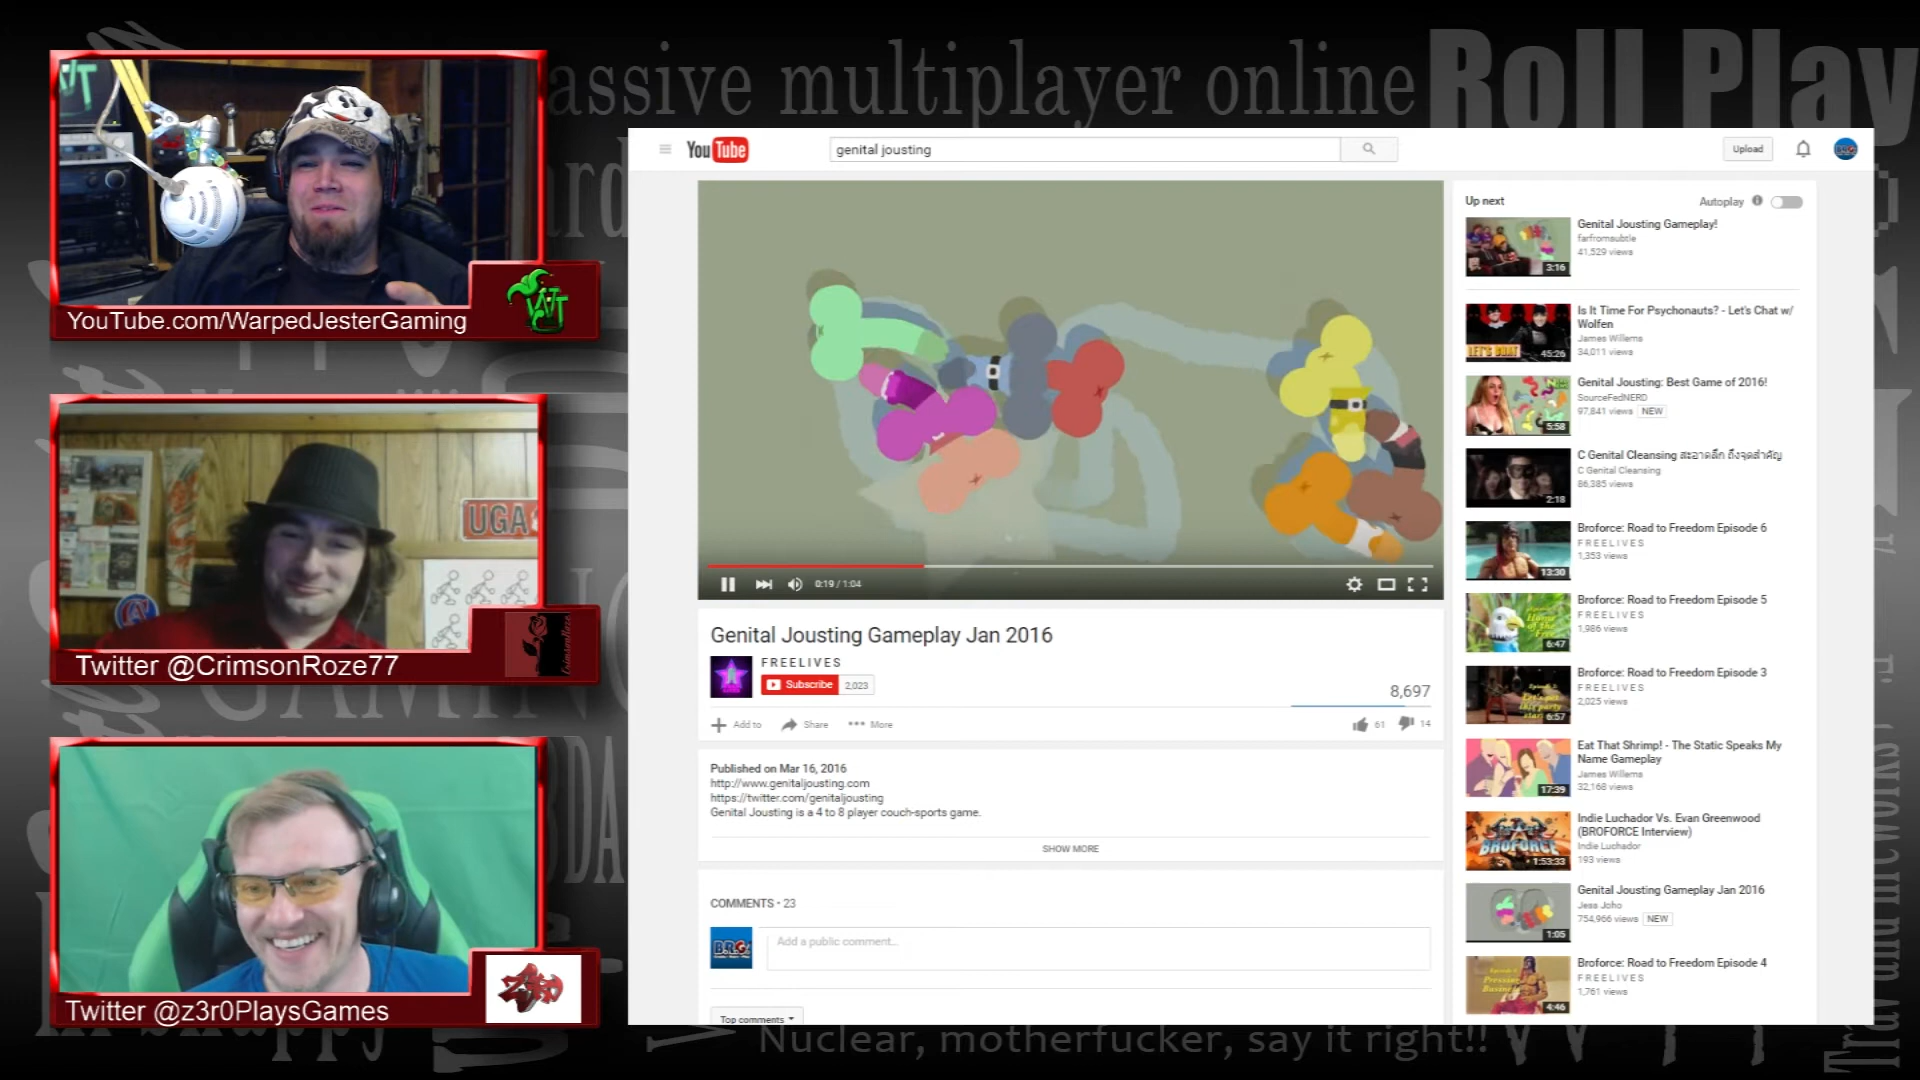 assive multiplayer online
Roll Play
YouTube.com/WarpedJesterGaming
WT
UGA
Twitter @CrimsonRoze77
Twitter @z3r0PlaysGames
YouTube
genital jousting
Upload
0:19 / 1:04
Genital Jousting Gameplay Jan 2016
FREELIVES
Subscribe
2,023
8,697
Add to
Share
More
61
14
Published on Mar 16, 2016
http://www.genitaljousting.com
https://twitter.com/genitaljousting
Genital Jousting is a 4 to 8 player couch-sports game.
SHOW MORE
COMMENTS • 23
Add a public comment...
Top comments
Up next
Autoplay
Genital Jousting Gameplay!
farfromsubtle
41,529 views
3:16
Is It Time For Psychonauts? - Let's Chat w/
Wolfen
James Willems
34,011 views
LET'S CHAT
45:26
Genital Jousting: Best Game of 2016!
SourceFedNERD
97,841 views
NEW
5:58
C Genital Cleansing สะอาดลึก ถึงจุดสำคัญ
C Genital Cleansing
86,385 views
2:18
Broforce: Road to Freedom Episode 6
FREELIVES
1,353 views
13:30
Broforce: Road to Freedom Episode 5
FREELIVES
1,986 views
6:47
Broforce: Road to Freedom Episode 3
FREELIVES
2,025 views
6:57
Eat That Shrimp! - The Static Speaks My
Name Gameplay
James Willems
32,168 views
17:39
Indie Luchador Vs. Evan Greenwood
(BROFORCE Interview)
Indie Luchador
193 views
BROFORCE
1:53:33
Genital Jousting Gameplay Jan 2016
Jess Joho
754,966 views
NEW
1:05
Broforce: Road to Freedom Episode 4
FREELIVES
1,761 views
4:46
Nuclear, motherfucker, say it right!!